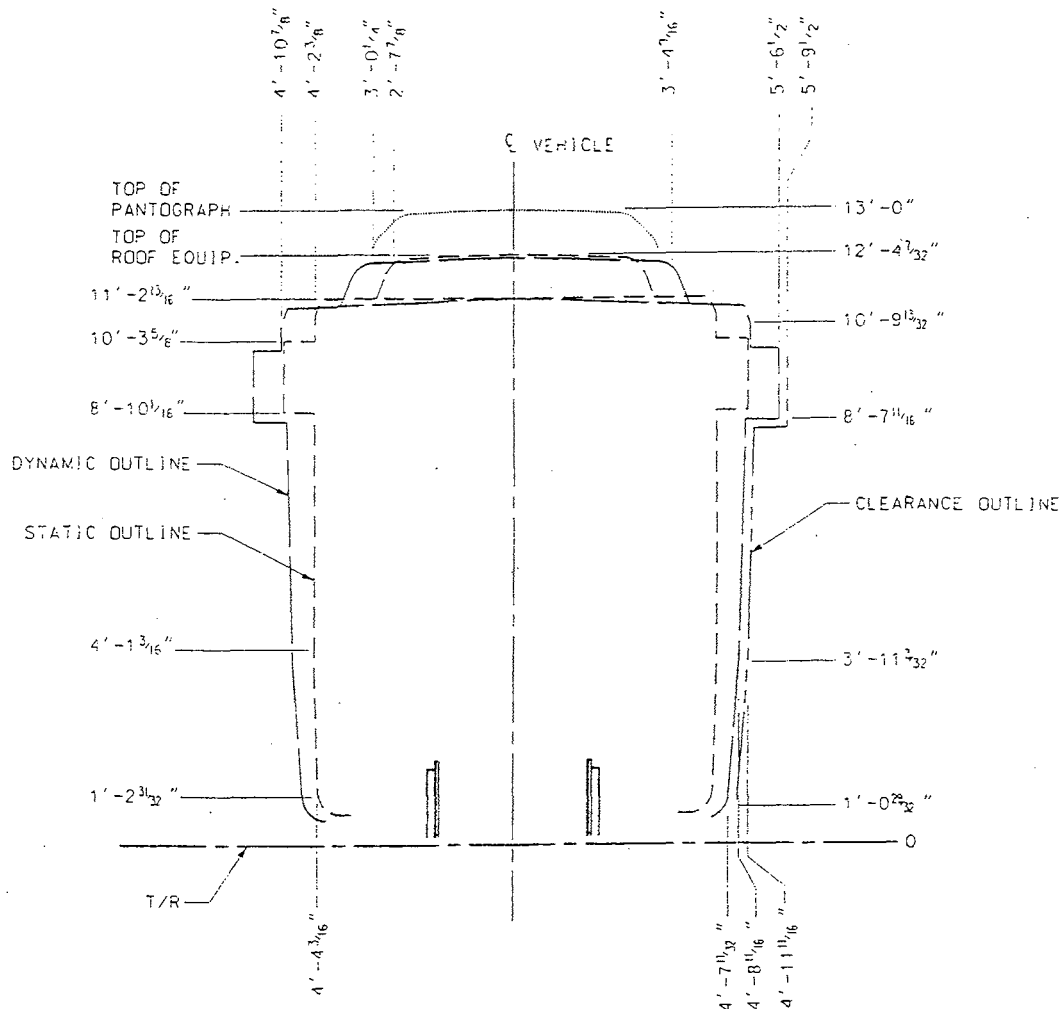 4'-10⅞"
4'-2⅜"
3'-0¼"
2'-7⅞"
3'-4⁷⁄₁₆"
5'-6½"
5'-9½"
℄ VEHICLE
TOP OF
PANTOGRAPH
13'-0"
TOP OF
ROOF EQUIP.
12'-4⁷⁄₃₂"
11'-2¹³⁄₁₆"
10'-9¹³⁄₃₂"
10'-3⅝"
8'-10¹⁄₁₆"
8'-7¹¹⁄₁₆"
DYNAMIC OUTLINE
CLEARANCE OUTLINE
STATIC OUTLINE
4'-1³⁄₁₆"
3'-11³⁄₃₂"
1'-2³¹⁄₃₂"
1'-0²⁹⁄₃₂"
0
T/R
4'-4³⁄₁₆"
4'-7¹¹⁄₃₂"
4'-8¹¹⁄₁₆"
4'-11¹¹⁄₁₆"